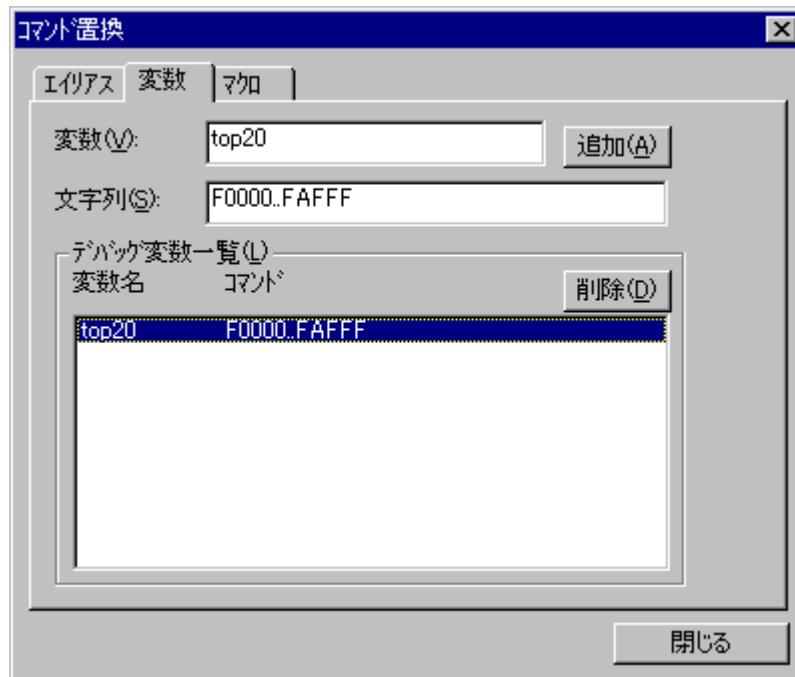 コマンド置換
エイリアス 変数 マクロ
変数(V): top20 追加(A)
文字列(S): F0000..FAFFF
デバッグ変数一覧(L)
変数名 コマンド 削除(D)
top20 F0000..FAFFF
閉じる